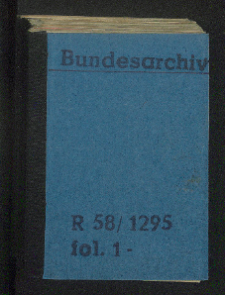 Bundesarchiv
R 58/1295
fol. 1-